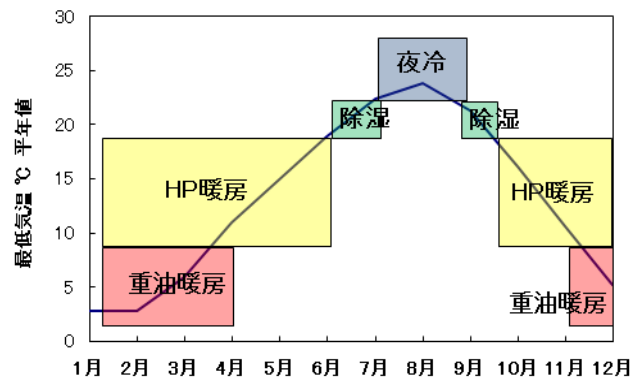 最低気温 ℃ 平年値
30
25
20
15
10
5
0
夜冷
除湿
除湿
HP暖房
HP暖房
重油暖房
重油暖房
1月 2月 3月 4月 5月 6月 7月 8月 9月 10月 11月 12月